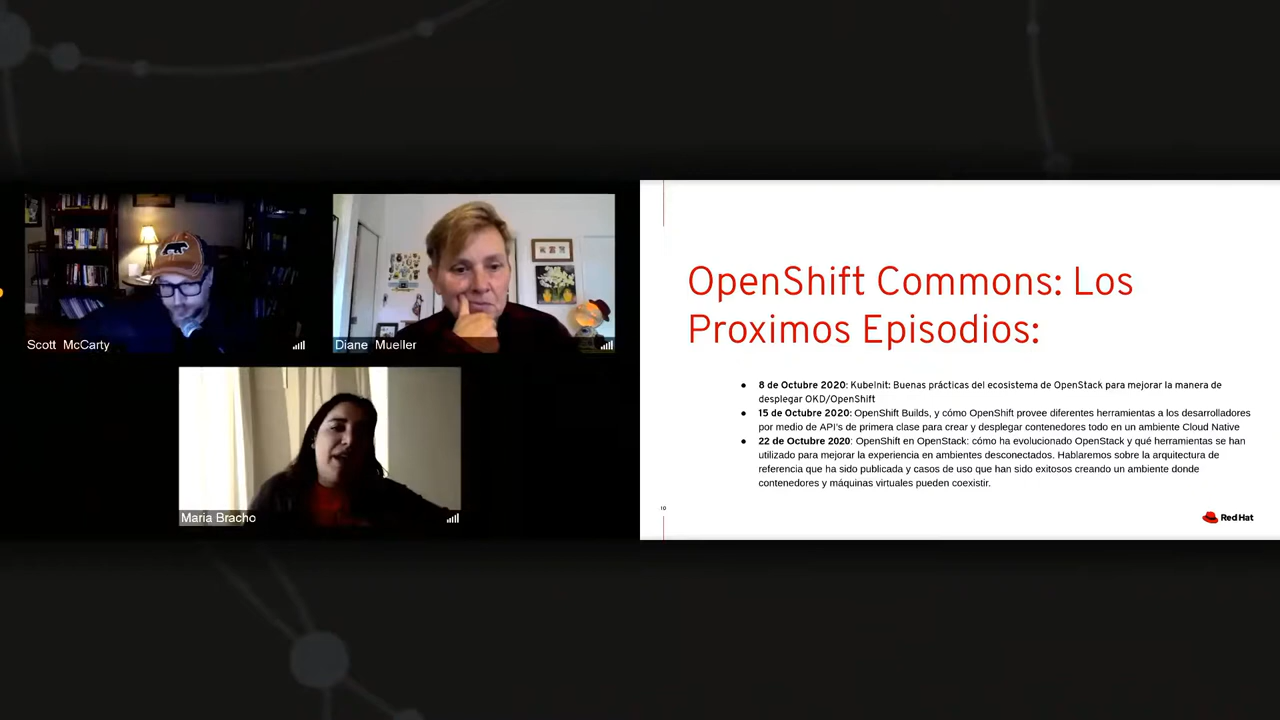 Scott McCarty
Diane Mueller
Maria Bracho
OpenShift Commons: Los
Proximos Episodios:
● 8 de Octubre 2020: KubeInit: Buenas prácticas del ecosistema de OpenStack para mejorar la manera de
desplegar OKD/OpenShift
● 15 de Octubre 2020: OpenShift Builds, y cómo OpenShift provee diferentes herramientas a los desarrolladores
por medio de API's de primera clase para crear y desplegar contenedores todo en un ambiente Cloud Native
● 22 de Octubre 2020: OpenShift en OpenStack: cómo ha evolucionado OpenStack y qué herramientas se han
utilizado para mejorar la experiencia en ambientes desconectados. Hablaremos sobre la arquitectura de
referencia que ha sido publicada y casos de uso que han sido exitosos creando un ambiente donde
contenedores y máquinas virtuales pueden coexistir.
10
Red Hat